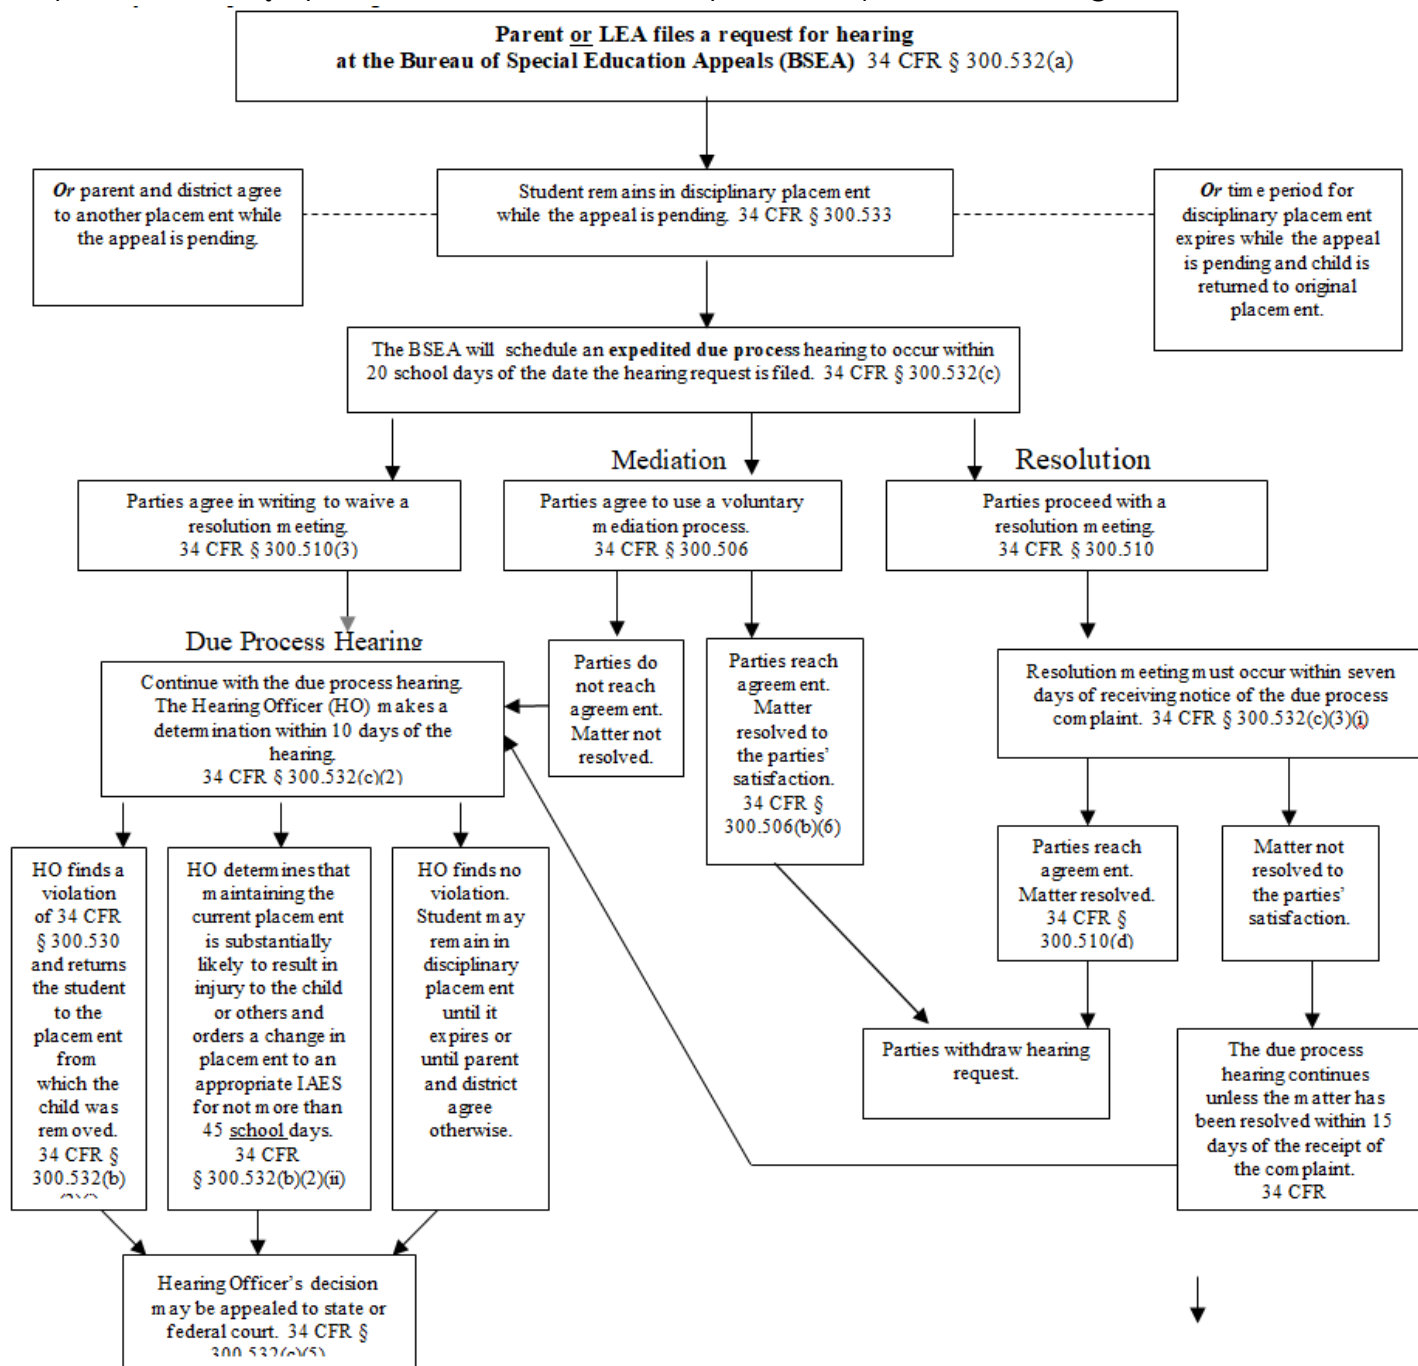 Parent or LEA files a request for hearing
at the Bureau of Special Education Appeals (BSEA) 34 CFR § 300.532(a)
Or parent and district agree
to another placement while
the appeal is pending.
Student remains in disciplinary placement
while the appeal is pending. 34 CFR § 300.533
Or time period for
disciplinary placement
expires while the appeal
is pending and child is
returned to original
placement.
The BSEA will schedule an expedited due process hearing to occur within
20 school days of the date the hearing request is filed. 34 CFR § 300.532(c)
Mediation
Resolution
Parties agree in writing to waive a
resolution meeting.
34 CFR § 300.510(3)
Parties agree to use a voluntary
mediation process.
34 CFR § 300.506
Parties proceed with a
resolution meeting.
34 CFR § 300.510
Due Process Hearing
Continue with the due process hearing.
The Hearing Officer (HO) makes a
determination within 10 days of the
hearing.
34 CFR § 300.532(c)(2)
Parties do
not reach
agreement.
Matter not
resolved.
Parties reach
agreement.
Matter
resolved to
the parties’
satisfaction.
34 CFR §
300.506(b)(6)
Resolution meeting must occur within seven
days of receiving notice of the due process
complaint. 34 CFR § 300.532(c)(3)(i)
Parties reach
agreement.
Matter resolved.
34 CFR §
300.510(d)
Matter not
resolved to
the parties’
satisfaction.
HO finds a
violation
of 34 CFR
§ 300.530
and returns
the student
to the
placement
from
which the
child was
removed.
34 CFR §
300.532(b)
HO determines that
maintaining the
current placement
is substantially
likely to result in
injury to the child
or others and
orders a change in
placement to an
appropriate IAES
for not more than
45 school days.
34 CFR
§ 300.532(b)(2)(ii)
HO finds no
violation.
Student may
remain in
disciplinary
placement
until it
expires or
until parent
and district
agree
otherwise.
Parties withdraw hearing
request.
The due process
hearing continues
unless the matter has
been resolved within 15
days of the receipt of
the complaint.
34 CFR
Hearing Officer’s decision
may be appealed to state or
federal court. 34 CFR §
300.532(c)(5)